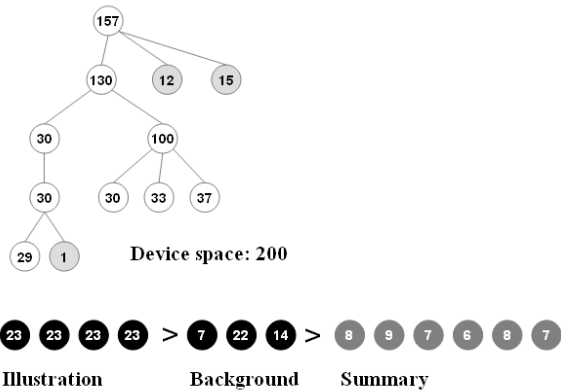 157
130 12 15
30 100
30 30 33 37
29 1
Device space: 200
23 23 23 23 > 7 22 14 > 8 9 7 6 8 7
Illustration Background Summary